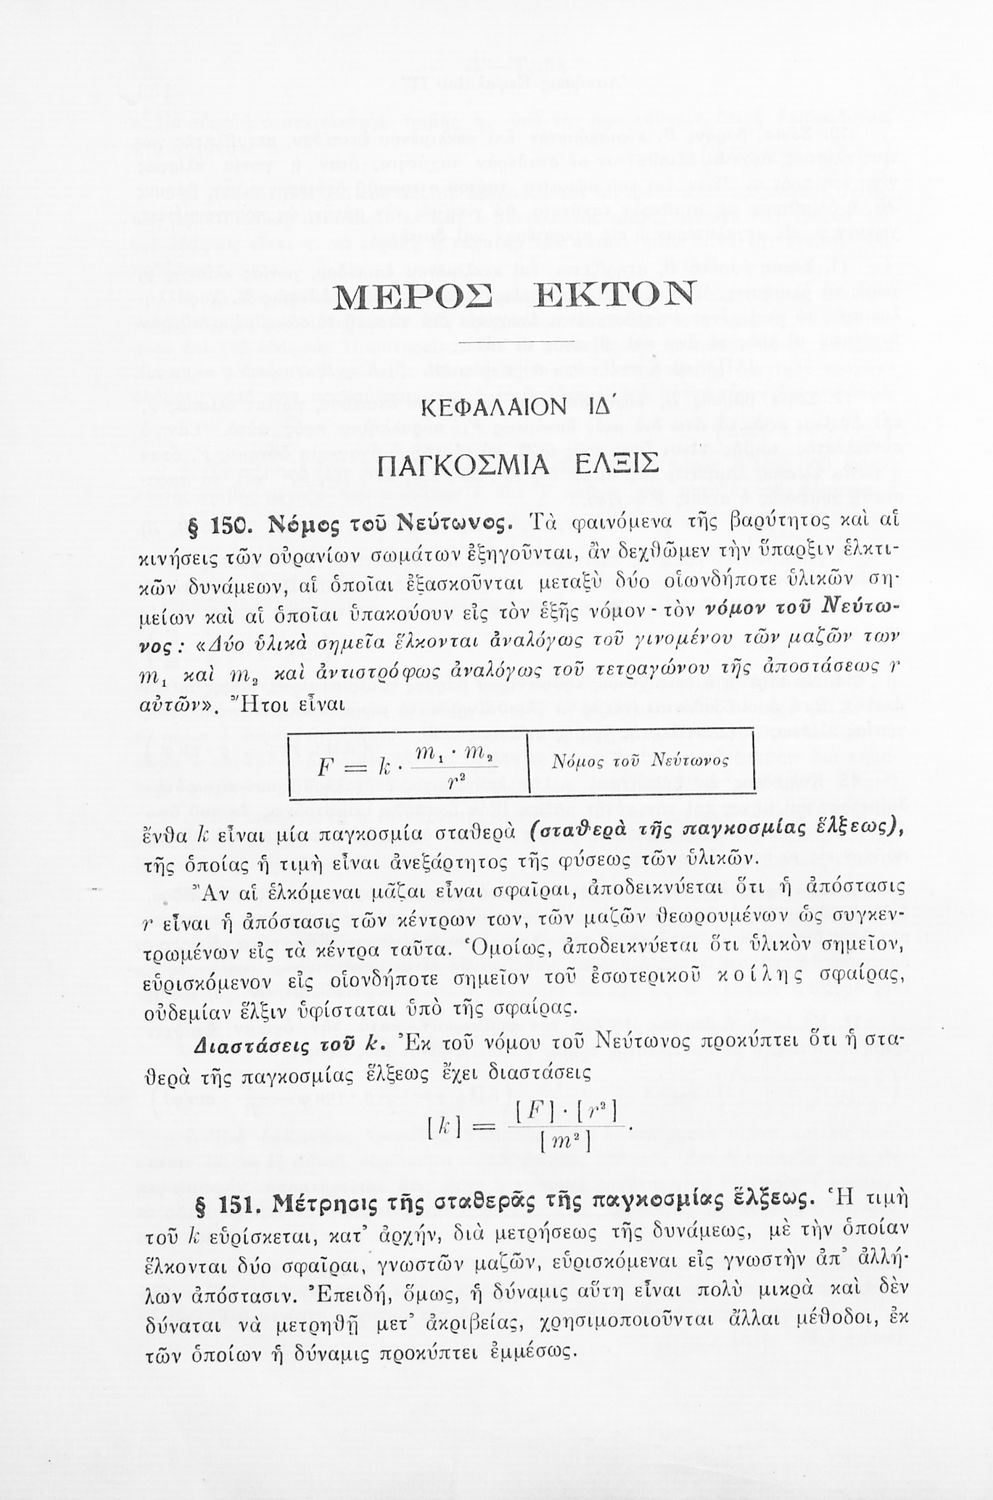 ΜΕΡΟΣ ΕΚΤΟΝ
ΚΕΦΑΛΑΙΟΝ ΙΔ΄
ΠΑΓΚΟΣΜΙΑ ΕΛΞΙΣ
§ 150. Νόμος τοῦ Νεύτωνος. Τὰ φαινόμενα τῆς βαρύτητος καὶ αἱ
κινήσεις τῶν οὐρανίων σωμάτων ἐξηγοῦνται, ἂν δεχθῶμεν τὴν ὕπαρξιν ἑλκτι-
κῶν δυνάμεων, αἱ ὁποῖαι ἐξασκοῦνται μεταξὺ δύο οἱωνδήποτε ὑλικῶν ση-
μείων καὶ αἱ ὁποῖαι ὑπακούουν εἰς τὸν ἑξῆς νόμον · τὸν νόμον τοῦ Νεύτω-
νος : «Δύο ὑλικὰ σημεῖα ἕλκονται ἀναλόγως τοῦ γινομένου τῶν μαζῶν των
m₁ καὶ m₂ καὶ ἀντιστρόφως ἀναλόγως τοῦ τετραγώνου τῆς ἀποστάσεως r
αὐτῶν». Ἤτοι εἶναι
F = k · m₁ · m₂ / r² Νόμος τοῦ Νεύτωνος
ἔνθα k εἶναι μία παγκοσμία σταθερὰ (σταθερὰ τῆς παγκοσμίας ἕλξεως),
τῆς ὁποίας ἡ τιμὴ εἶναι ἀνεξάρτητος τῆς φύσεως τῶν ὑλικῶν.
Ἂν αἱ ἑλκόμεναι μᾶζαι εἶναι σφαῖραι, ἀποδεικνύεται ὅτι ἡ ἀπόστασις
r εἶναι ἡ ἀπόστασις τῶν κέντρων των, τῶν μαζῶν θεωρουμένων ὡς συγκεν-
τρωμένων εἰς τὰ κέντρα ταῦτα. Ὁμοίως, ἀποδεικνύεται ὅτι ὑλικὸν σημεῖον,
εὑρισκόμενον εἰς οἱονδήποτε σημεῖον τοῦ ἐσωτερικοῦ κοίλης σφαίρας,
οὐδεμίαν ἕλξιν ὑφίσταται ὑπὸ τῆς σφαίρας.
Διαστάσεις τοῦ k. Ἐκ τοῦ νόμου τοῦ Νεύτωνος προκύπτει ὅτι ἡ στα-
θερὰ τῆς παγκοσμίας ἕλξεως ἔχει διαστάσεις
[k] = [F] · [r²] / [m²] .
§ 151. Μέτρησις τῆς σταθερᾶς τῆς παγκοσμίας ἕλξεως. Ἡ τιμὴ
τοῦ k εὑρίσκεται, κατ' ἀρχήν, διὰ μετρήσεως τῆς δυνάμεως, μὲ τὴν ὁποίαν
ἕλκονται δύο σφαῖραι, γνωστῶν μαζῶν, εὑρισκόμεναι εἰς γνωστὴν ἀπ' ἀλλή-
λων ἀπόστασιν. Ἐπειδή, ὅμως, ἡ δύναμις αὕτη εἶναι πολὺ μικρὰ καὶ δὲν
δύναται νὰ μετρηθῇ μετ' ἀκριβείας, χρησιμοποιοῦνται ἄλλαι μέθοδοι, ἐκ
τῶν ὁποίων ἡ δύναμις προκύπτει ἐμμέσως.